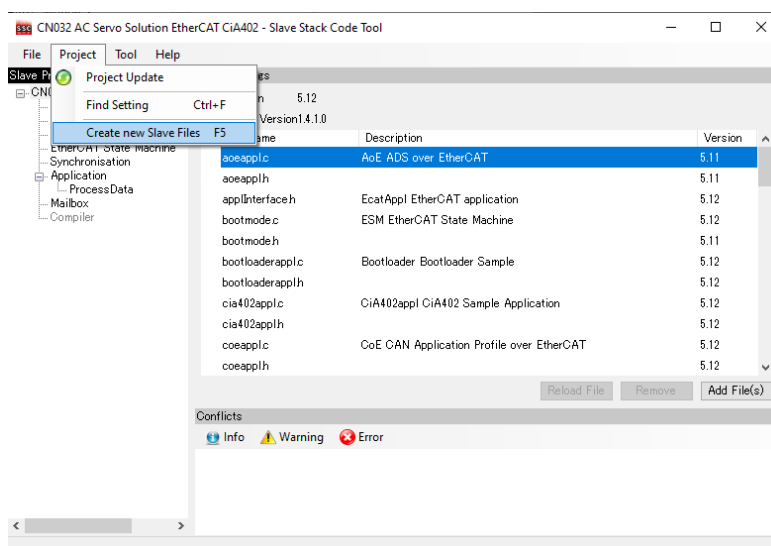 ssc CN032 AC Servo Solution EtherCAT CiA402 - Slave Stack Code Tool
File Project Tool Help
Slave P
gs
Project Update
CN
n 5.12
Find Setting Ctrl+F
Version1.4.1.0
Create new Slave Files F5
ame Description Version
EtherCAT State Machine
aoeappl.c AoE ADS over EtherCAT 5.11
Synchronisation
Application
aoeappl.h 5.11
ProcessData
applInterface.h EcatAppl EtherCAT application 5.12
Mailbox
Compiler
bootmode.c ESM EtherCAT State Machine 5.12
bootmode.h 5.11
bootloaderappl.c Bootloader Bootloader Sample 5.12
bootloaderappl.h 5.12
cia402appl.c CiA402appl CiA402 Sample Application 5.12
cia402appl.h 5.12
coeappl.c CoE CAN Application Profile over EtherCAT 5.12
coeappl.h 5.12
Reload File Remove Add File(s)
Conflicts
Info Warning Error